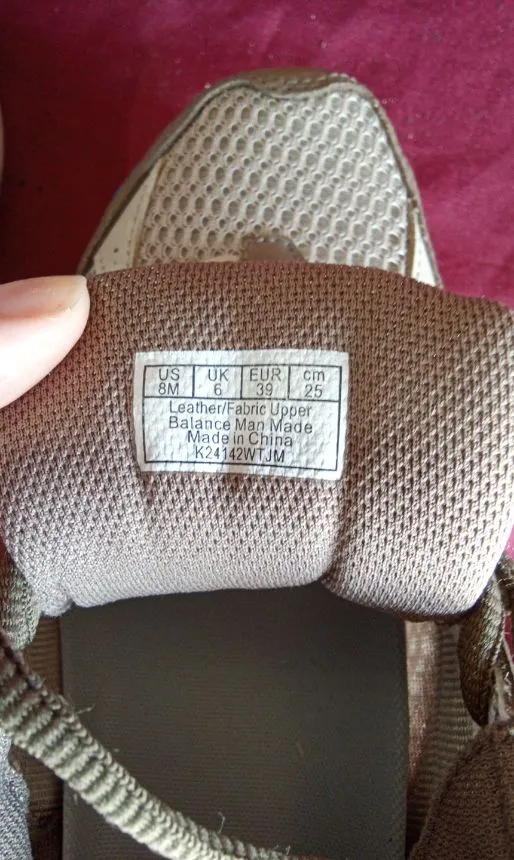 US UK EUR cm
8M 6 39 25
Leather/Fabric Upper
Balance Man Made
Made in China
K24142WTJM